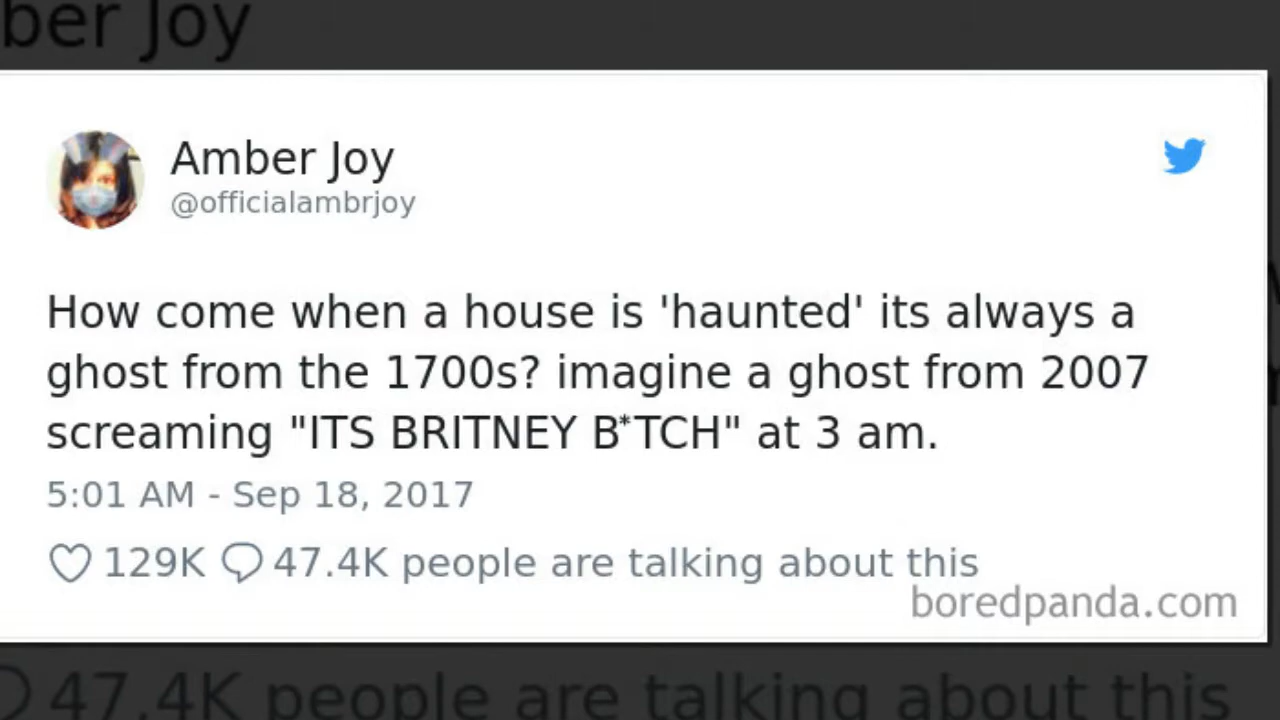 ber Joy
Amber Joy
@officialambrjoy
How come when a house is 'haunted' its always a
ghost from the 1700s? imagine a ghost from 2007
screaming "ITS BRITNEY B*TCH" at 3 am.
5:01 AM - Sep 18, 2017
129K 47.4K people are talking about this
boredpanda.com
47.4K people are talking about this